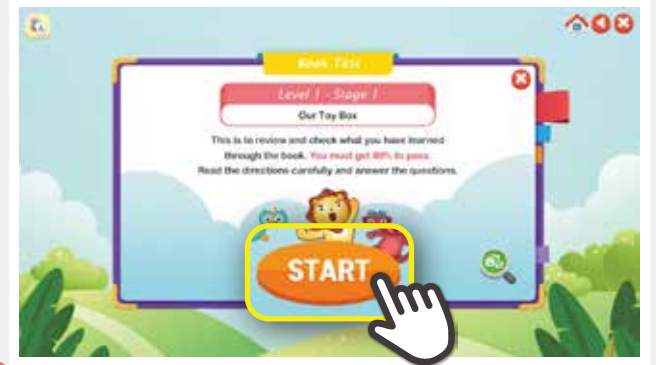 Book Test
Level 1 - Stage 1
Our Toy Box
This is to review and check what you have learned
through the book. You must get 80% to pass.
Read the directions carefully and answer the questions.
START